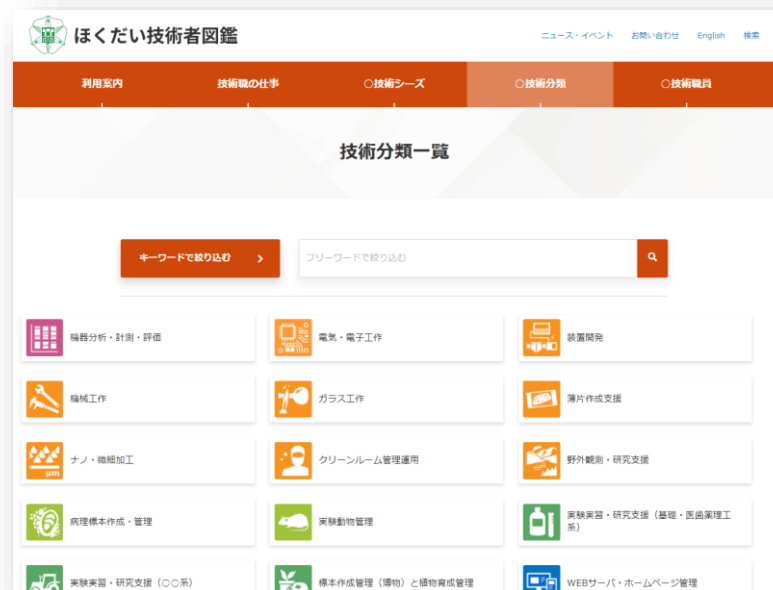 ほくだい技術者図鑑
ニュース・イベント お問い合わせ English 検索
利用案内 技術職の仕事 ○技術シーズ ○技術分類 ○技術職員
技術分類一覧
キーワードで絞り込む
フリーワードで絞り込む
機器分析・計測・評価 電気・電子工作 装置開発
機械工作 ガラス工作 薄片作成支援
μm
ナノ・微細加工 クリーンルーム管理運用 野外観測・研究支援
病理標本作成・管理 実験動物管理 実験実習・研究支援（基礎・医歯薬理工
系）
実験実習・研究支援（○○系） 標本作成管理（博物）と植物育成管理 WEBサーバ・ホームページ管理